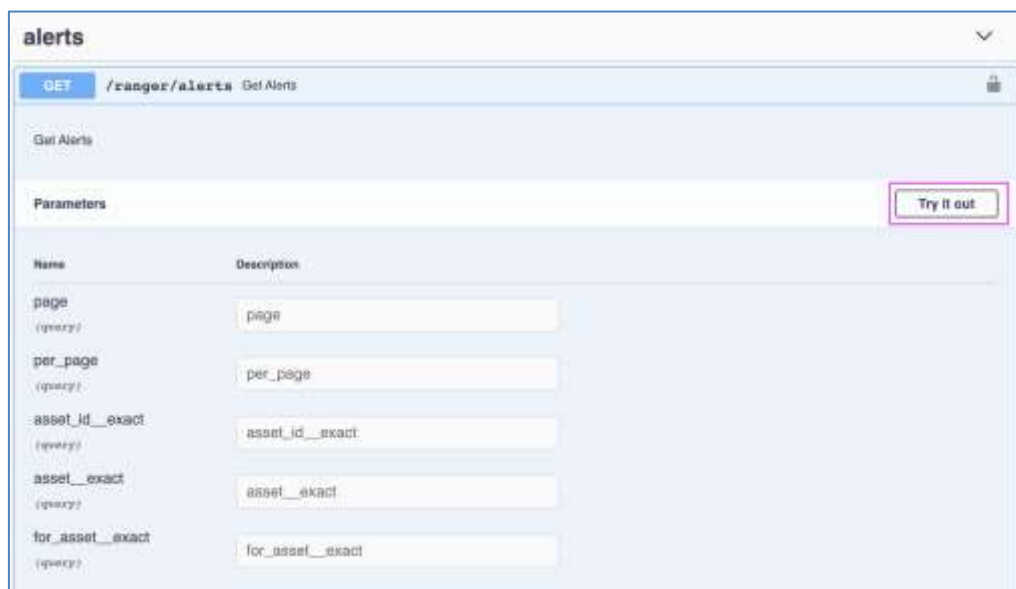 alerts
GET /ranger/alerts Get Alerts
Get Alerts
Parameters
Try it out
Name Description
page
(query)
page
per_page
(query)
per_page
asset_id__exact
(query)
asset_id__exact
asset__exact
(query)
asset__exact
for_asset__exact
(query)
for_asset__exact